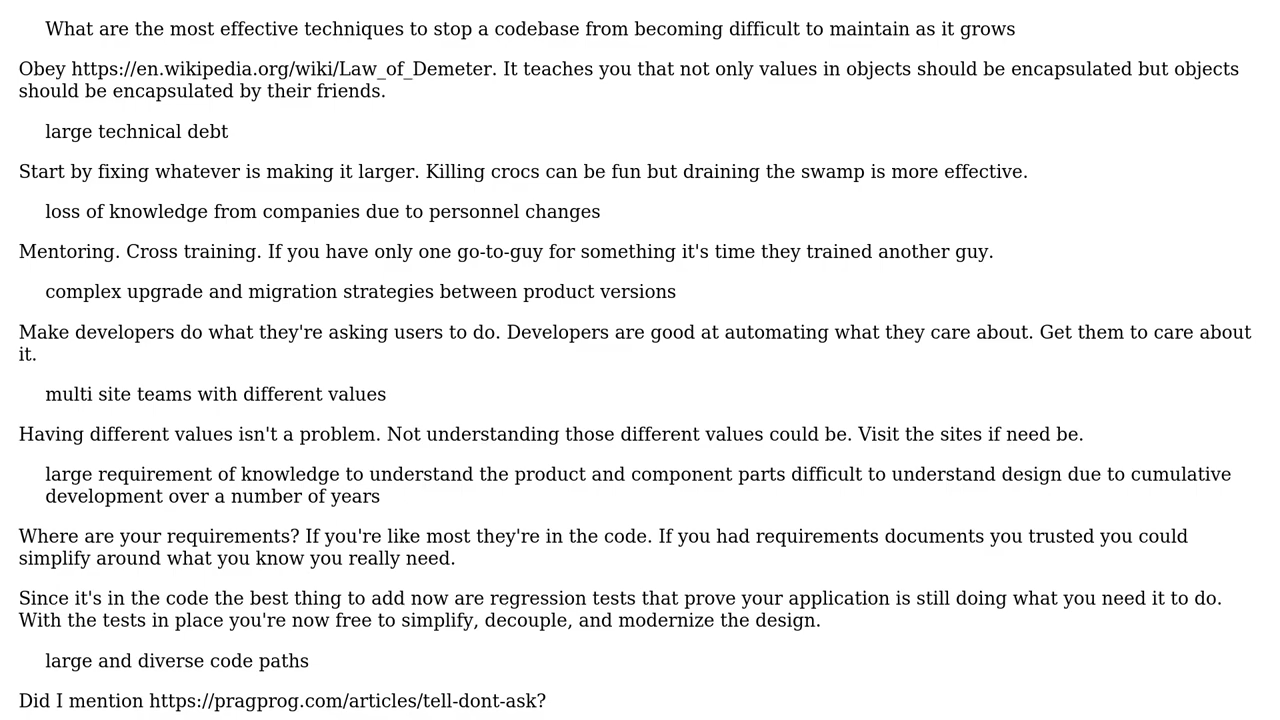 What are the most effective techniques to stop a codebase from becoming difficult to maintain as it grows
Obey https://en.wikipedia.org/wiki/Law_of_Demeter. It teaches you that not only values in objects should be encapsulated but objects
should be encapsulated by their friends.
large technical debt
Start by fixing whatever is making it larger. Killing crocs can be fun but draining the swamp is more effective.
loss of knowledge from companies due to personnel changes
Mentoring. Cross training. If you have only one go-to-guy for something it's time they trained another guy.
complex upgrade and migration strategies between product versions
Make developers do what they're asking users to do. Developers are good at automating what they care about. Get them to care about
it.
multi site teams with different values
Having different values isn't a problem. Not understanding those different values could be. Visit the sites if need be.
large requirement of knowledge to understand the product and component parts difficult to understand design due to cumulative
development over a number of years
Where are your requirements? If you're like most they're in the code. If you had requirements documents you trusted you could
simplify around what you know you really need.
Since it's in the code the best thing to add now are regression tests that prove your application is still doing what you need it to do.
With the tests in place you're now free to simplify, decouple, and modernize the design.
large and diverse code paths
Did I mention https://pragprog.com/articles/tell-dont-ask?